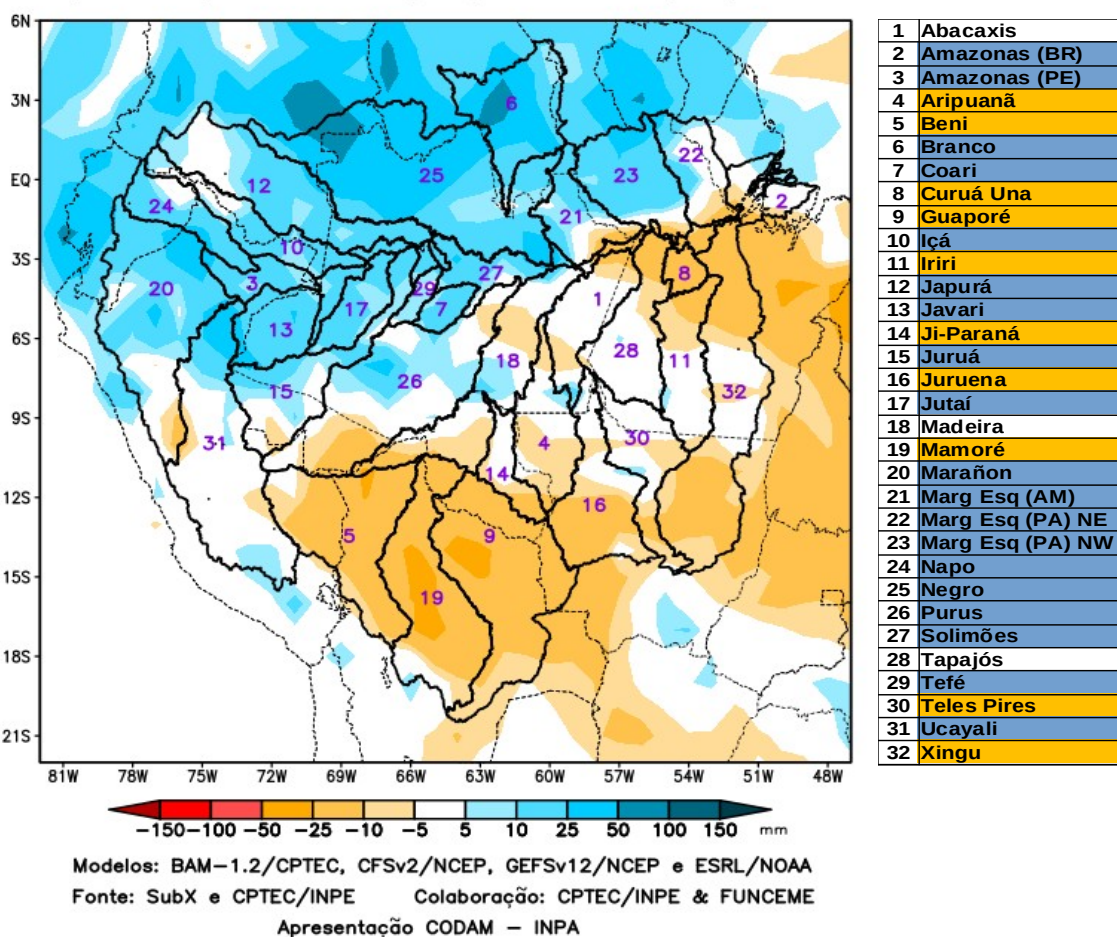 6N
3N
EQ
3S
6S
9S
12S
15S
18S
21S
81W 78W 75W 72W 69W 66W 63W 60W 57W 54W 51W 48W
6
25
12
24
10
3
20
13
17
29
7
27
21
23
22
2
8
1
28
11
32
18
26
15
31
4
14
30
16
5
9
19
1 Abacaxis
2 Amazonas (BR)
3 Amazonas (PE)
4 Aripuanã
5 Beni
6 Branco
7 Coari
8 Curuá Una
9 Guaporé
10 Içá
11 Iriri
12 Japurá
13 Javari
14 Ji-Paraná
15 Juruá
16 Juruena
17 Jutaí
18 Madeira
19 Mamoré
20 Marañon
21 Marg Esq (AM)
22 Marg Esq (PA) NE
23 Marg Esq (PA) NW
24 Napo
25 Negro
26 Purus
27 Solimões
28 Tapajós
29 Tefé
30 Teles Pires
31 Ucayali
32 Xingu
-150 -100 -50 -25 -10 -5 5 10 25 50 100 150 mm
Modelos: BAM-1.2/CPTEC, CFSv2/NCEP, GEFSv12/NCEP e ESRL/NOAA
Fonte: SubX e CPTEC/INPE Colaboração: CPTEC/INPE & FUNCEME
Apresentação CODAM - INPA